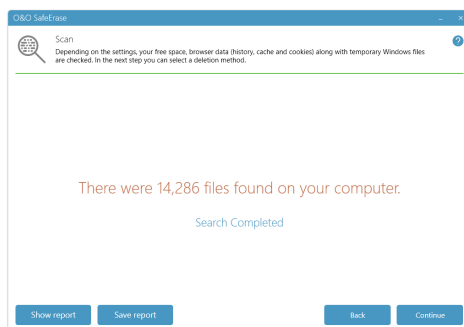 O&O SafeErase
Scan
Depending on the settings, your free space, browser data (history, cache and cookies) along with temporary Windows files
are checked. In the next step you can select a deletion method.
?
There were 14,286 files found on your computer.
Search Completed
Show report
Save report
Back
Continue